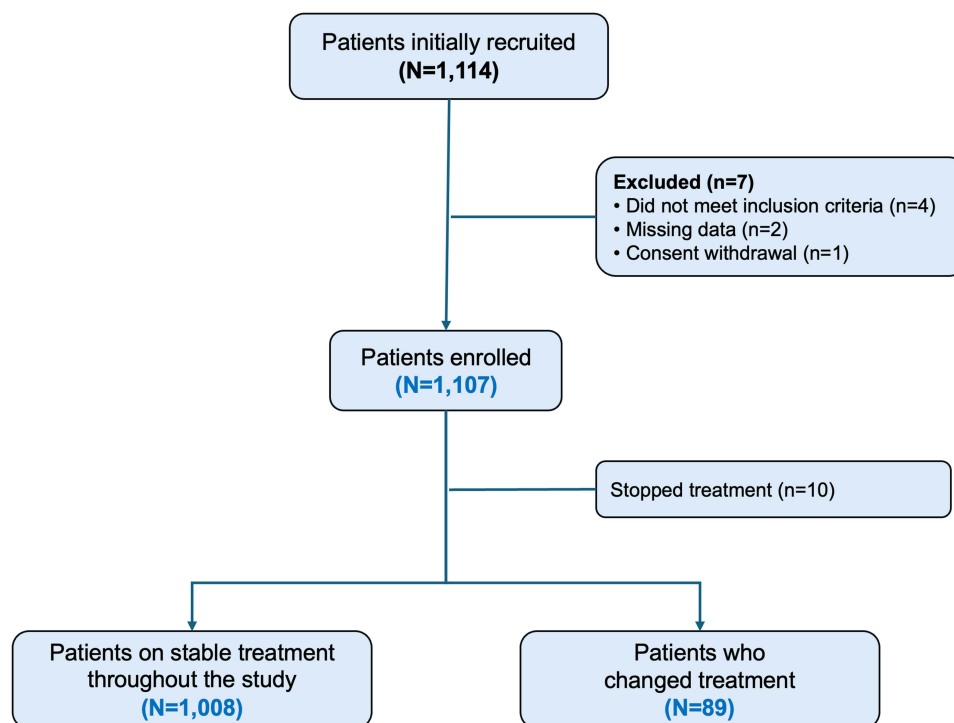 Patients initially recruited
(N=1,114)
Excluded (n=7)
• Did not meet inclusion criteria (n=4)
• Missing data (n=2)
• Consent withdrawal (n=1)
Patients enrolled
(N=1,107)
Stopped treatment (n=10)
Patients on stable treatment
throughout the study
(N=1,008)
Patients who
changed treatment
(N=89)